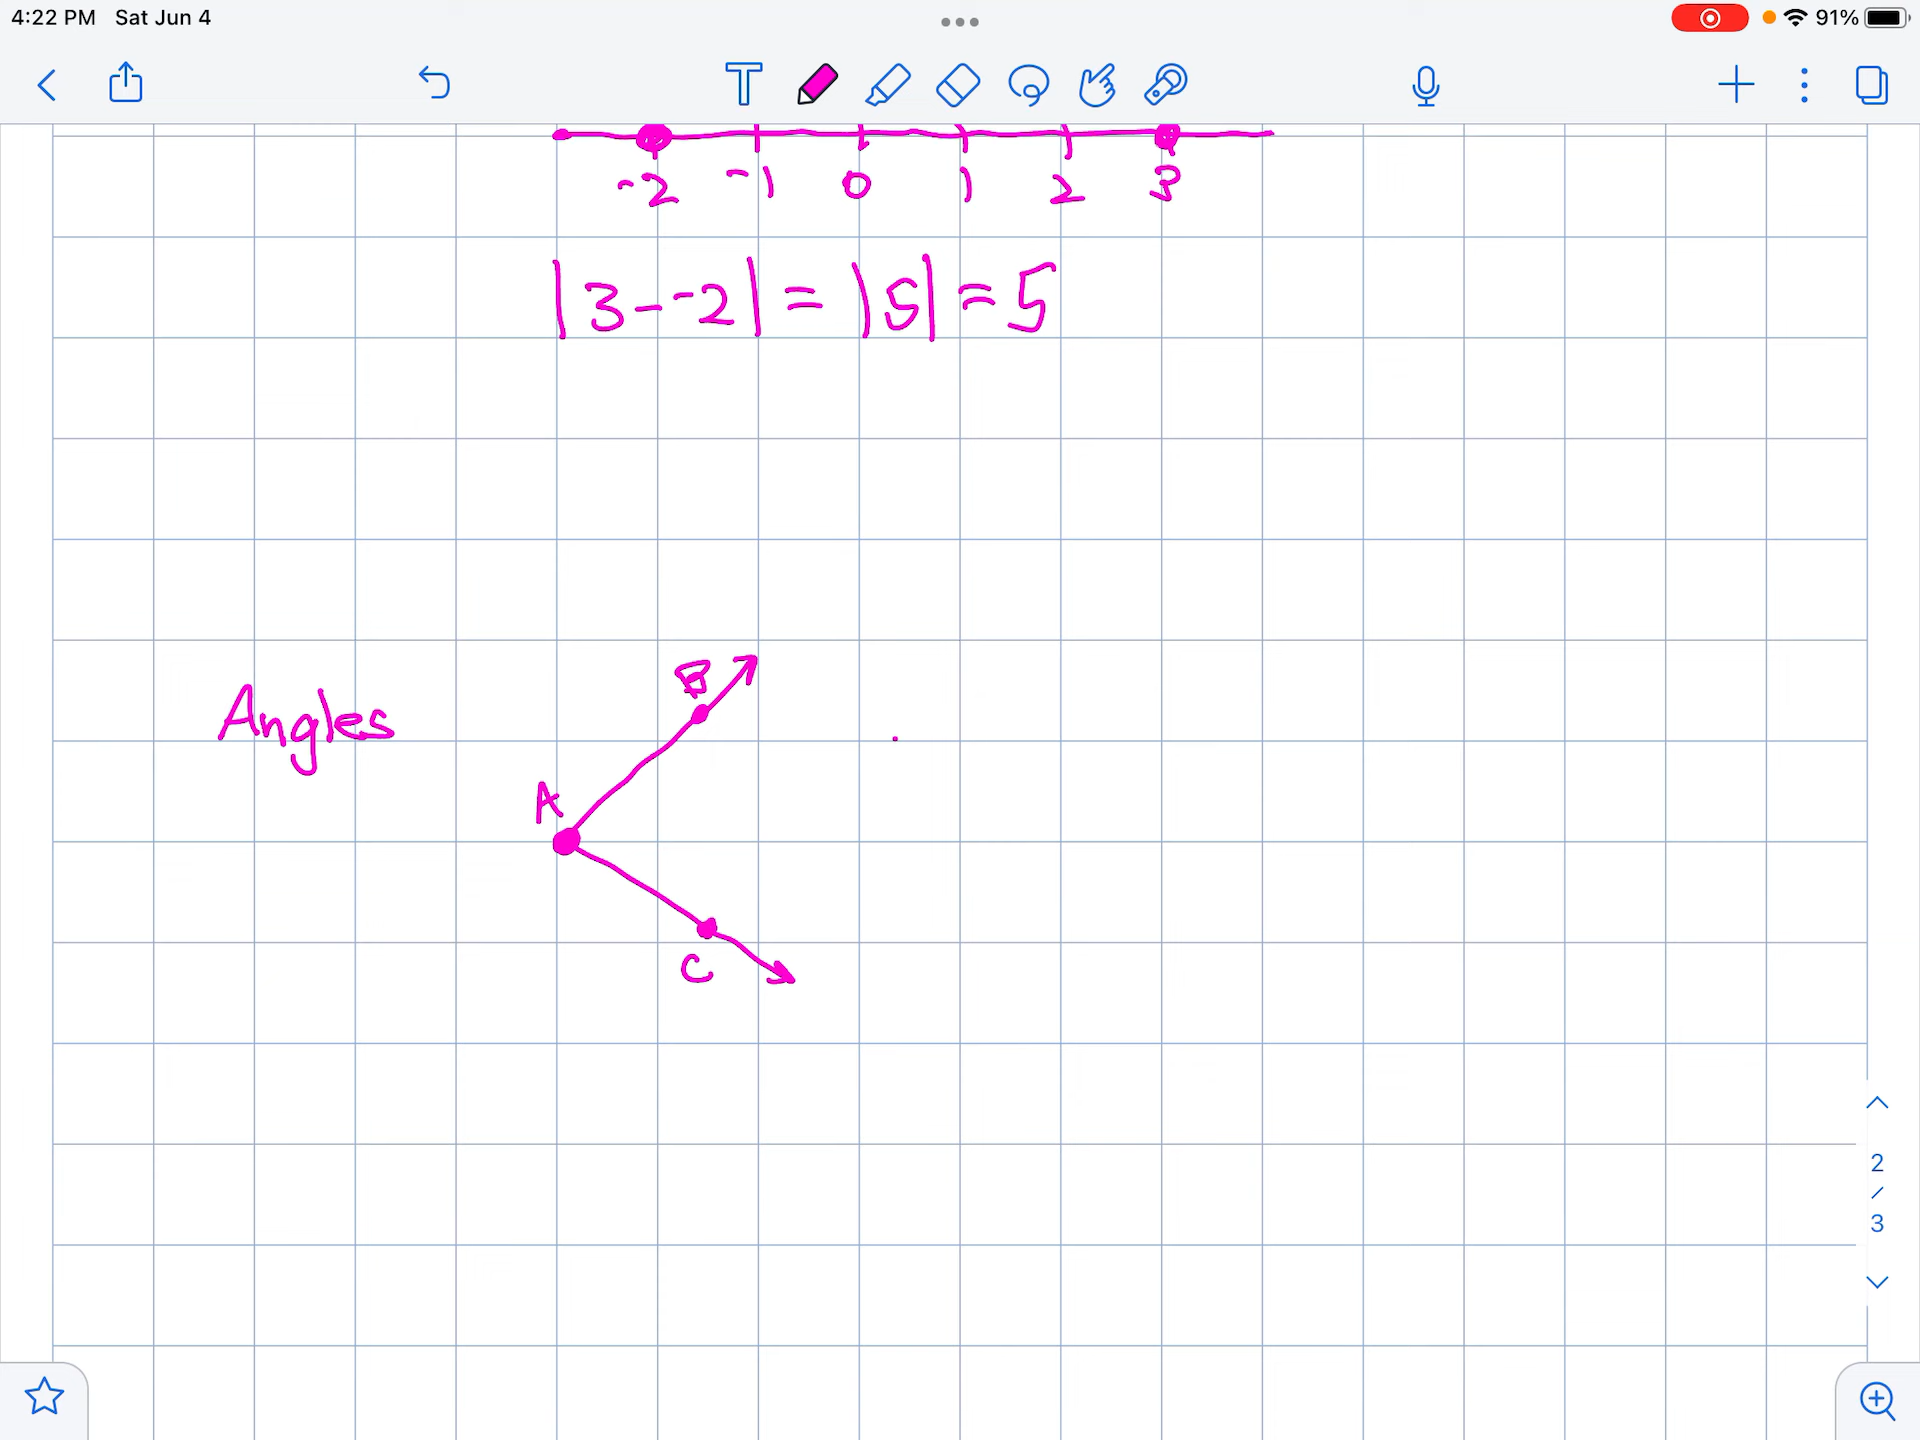 4:22 PM Sat Jun 4
91%
-2 -1 0 1 2 3
|3--2| = |5| = 5
B
Angles
A
C
2
/
3